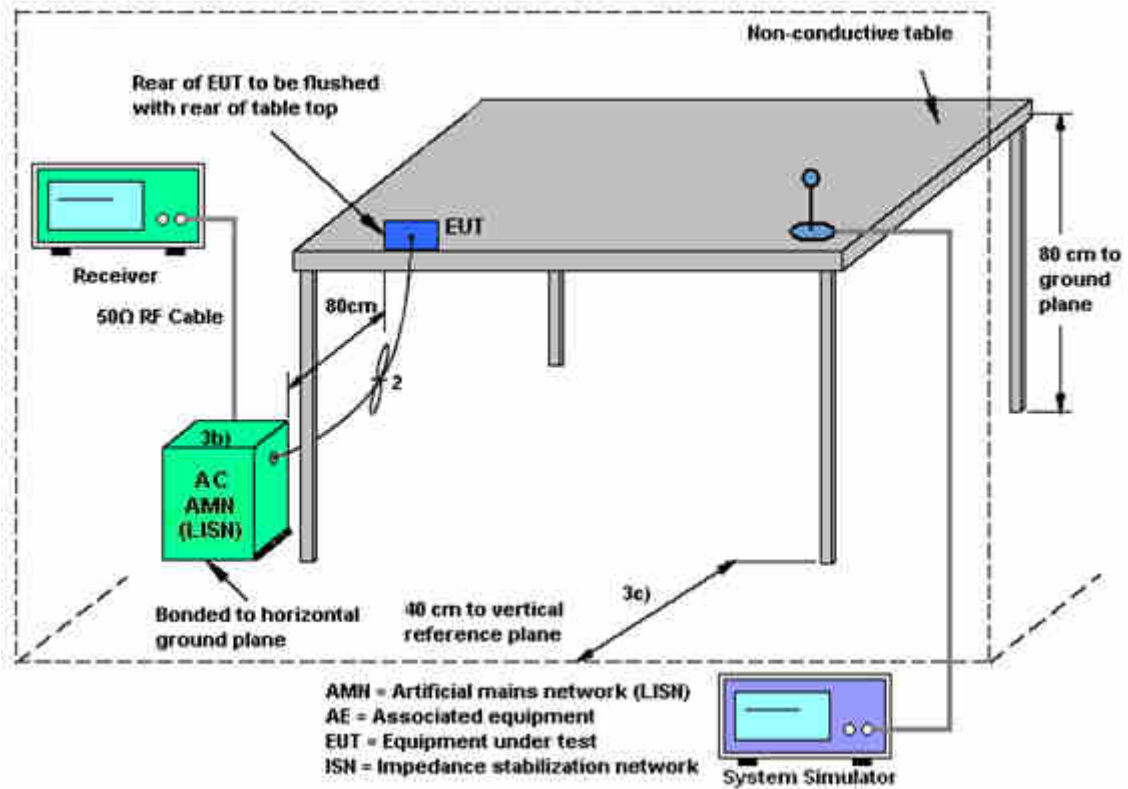 Non-conductive table
Rear of EUT to be flushed
with rear of table top
EUT
Receiver
80cm
80 cm to
ground
plane
50Ω RF Cable
2
3b)
AC
AMN
(LISN)
Bonded to horizontal
ground plane
40 cm to vertical
reference plane
3c)
AMN = Artificial mains network (LISN)
AE = Associated equipment
EUT = Equipment under test
ISN = Impedance stabilization network
System Simulator